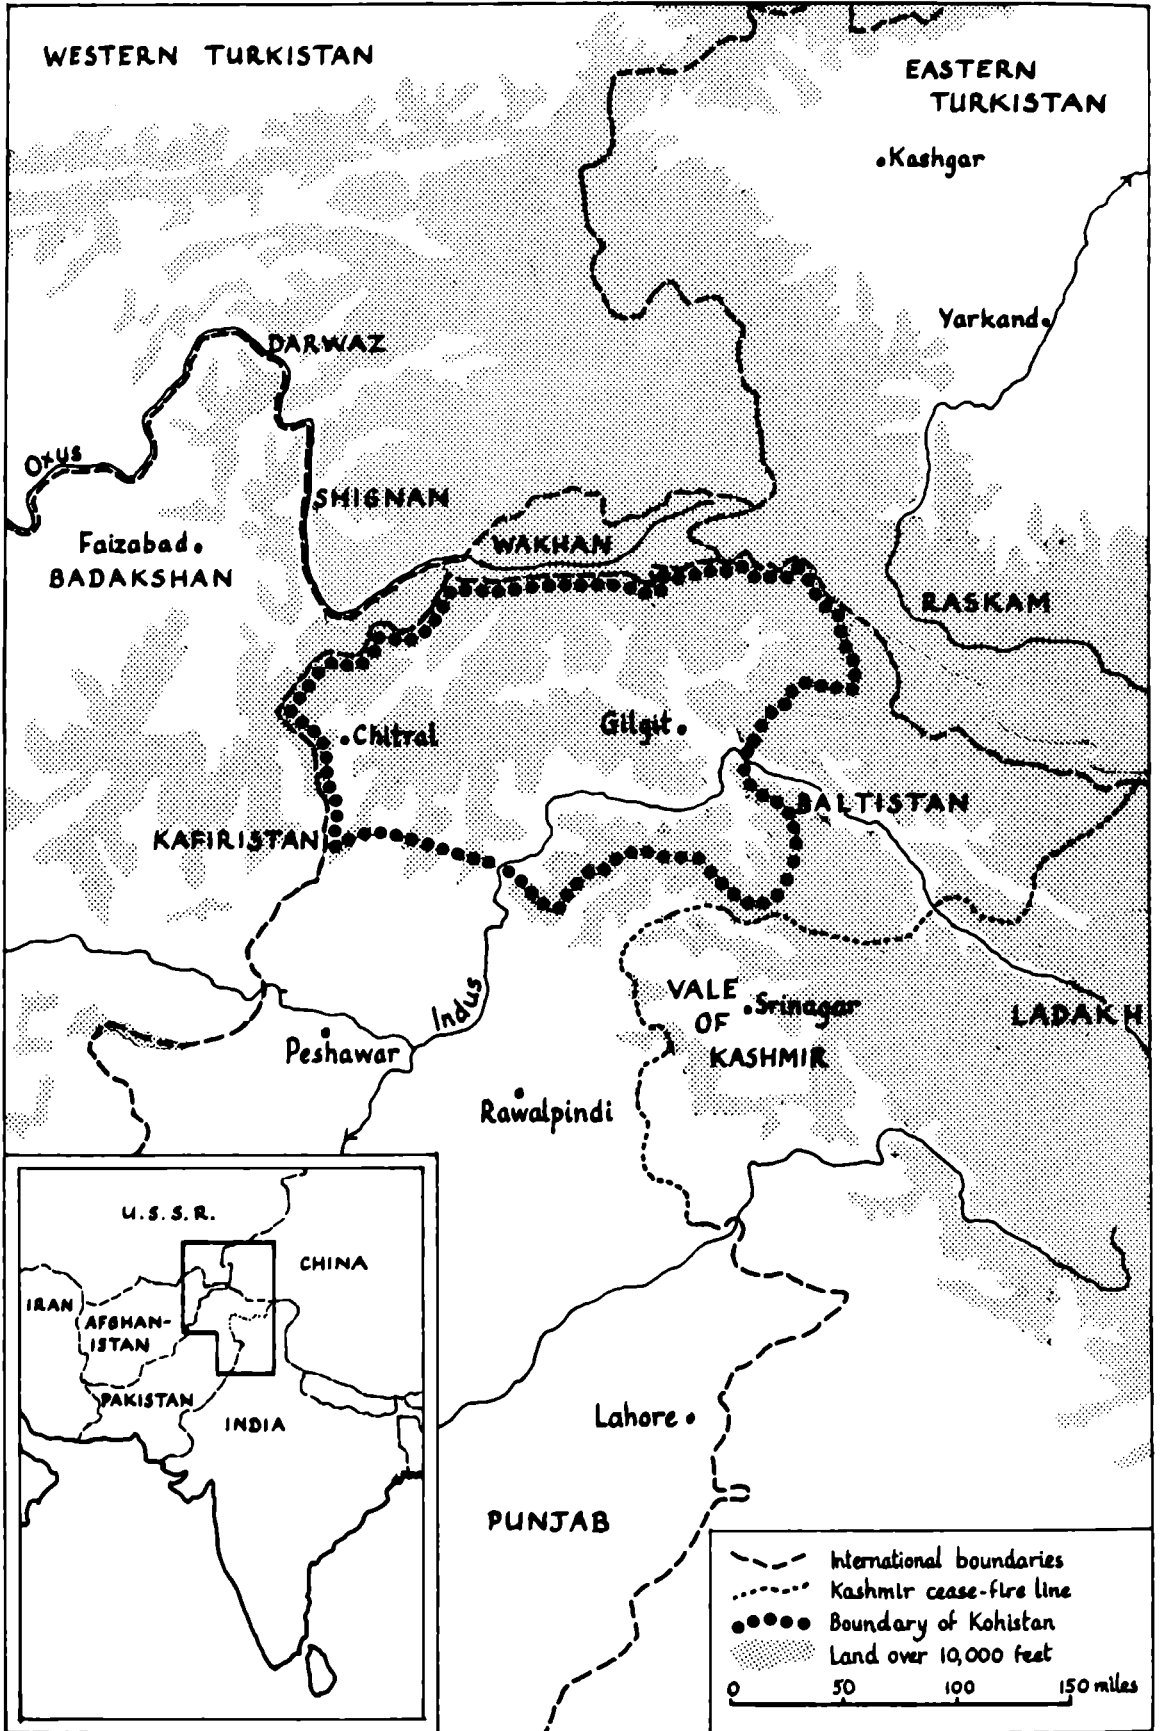 WESTERN TURKISTAN
EASTERN
TURKISTAN
Kashgar
Yarkand
DARWAZ
Oxus
SHIGNAN
Faizabad
BADAKSHAN
WAKHAN
RASKAM
Chitral
Gilgit
BALTISTAN
KAFIRISTAN
Indus
VALE
OF
KASHMIR
Srinagar
LADAKH
Peshawar
Rawalpindi
Lahore
PUNJAB
U.S.S.R.
CHINA
IRAN
AFGHAN-
ISTAN
PAKISTAN
INDIA
International boundaries
Kashmir cease-fire line
Boundary of Kohistan
Land over 10,000 feet
0 50 100 150 miles